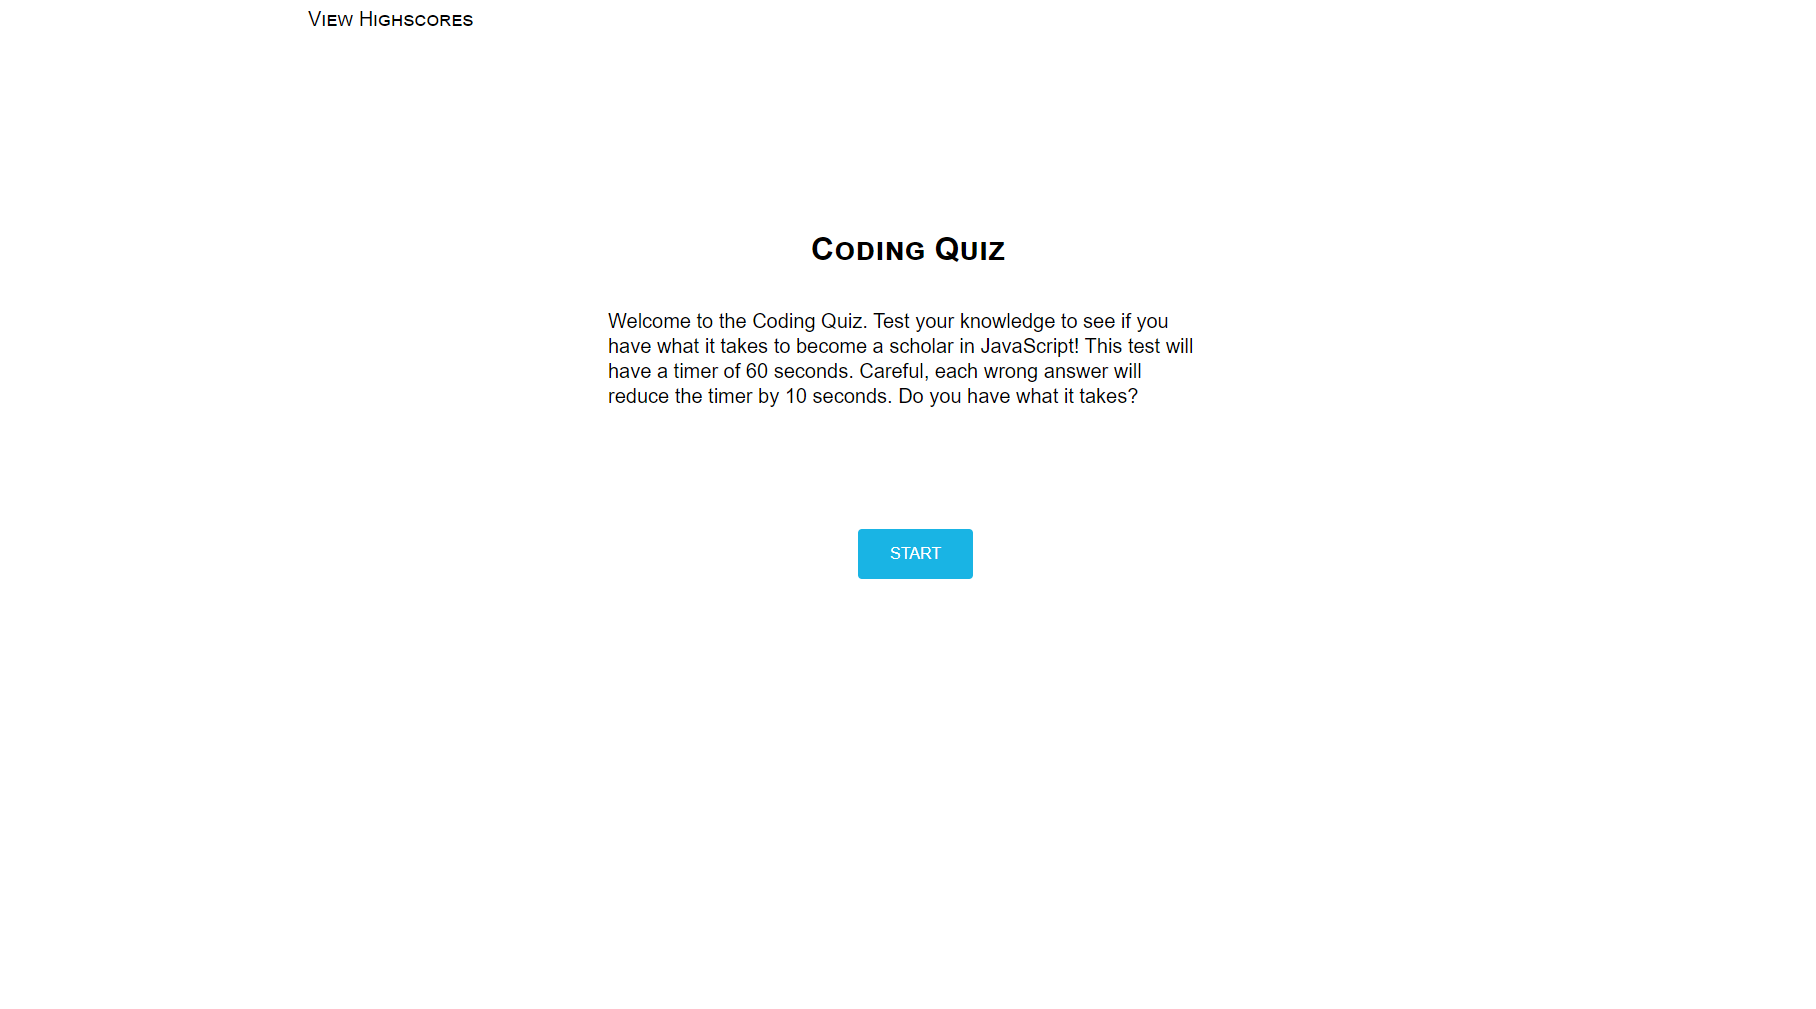 View Highscores
Coding Quiz
Welcome to the Coding Quiz. Test your knowledge to see if you
have what it takes to become a scholar in JavaScript! This test will
have a timer of 60 seconds. Careful, each wrong answer will
reduce the timer by 10 seconds. Do you have what it takes?
START